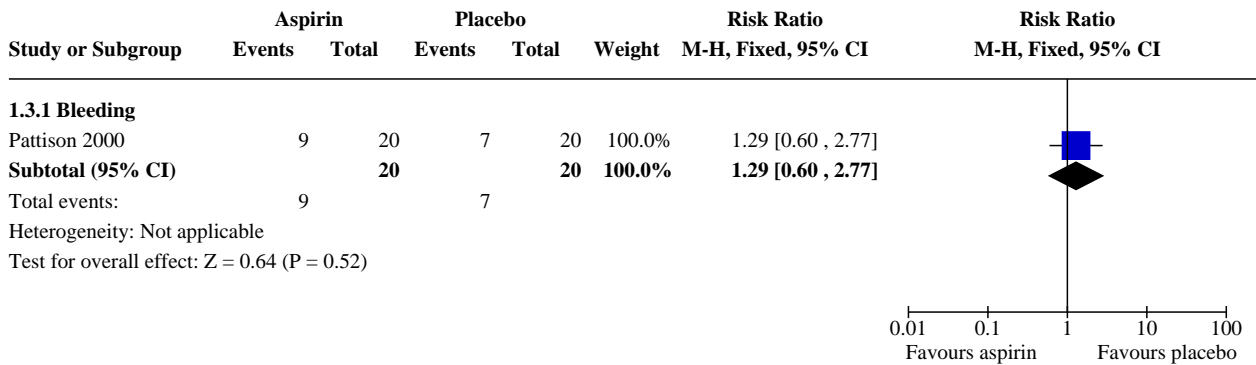 Aspirin Placebo Risk Ratio Risk Ratio
Study or Subgroup Events Total Events Total Weight M-H, Fixed, 95% CI M-H, Fixed, 95% CI
1.3.1 Bleeding
Pattison 2000 9 20 7 20 100.0% 1.29 [0.60 , 2.77]
Subtotal (95% CI) 20 20 100.0% 1.29 [0.60 , 2.77]
Total events: 9 7
Heterogeneity: Not applicable
Test for overall effect: Z = 0.64 (P = 0.52)
0.01 0.1 1 10 100
Favours aspirin Favours placebo